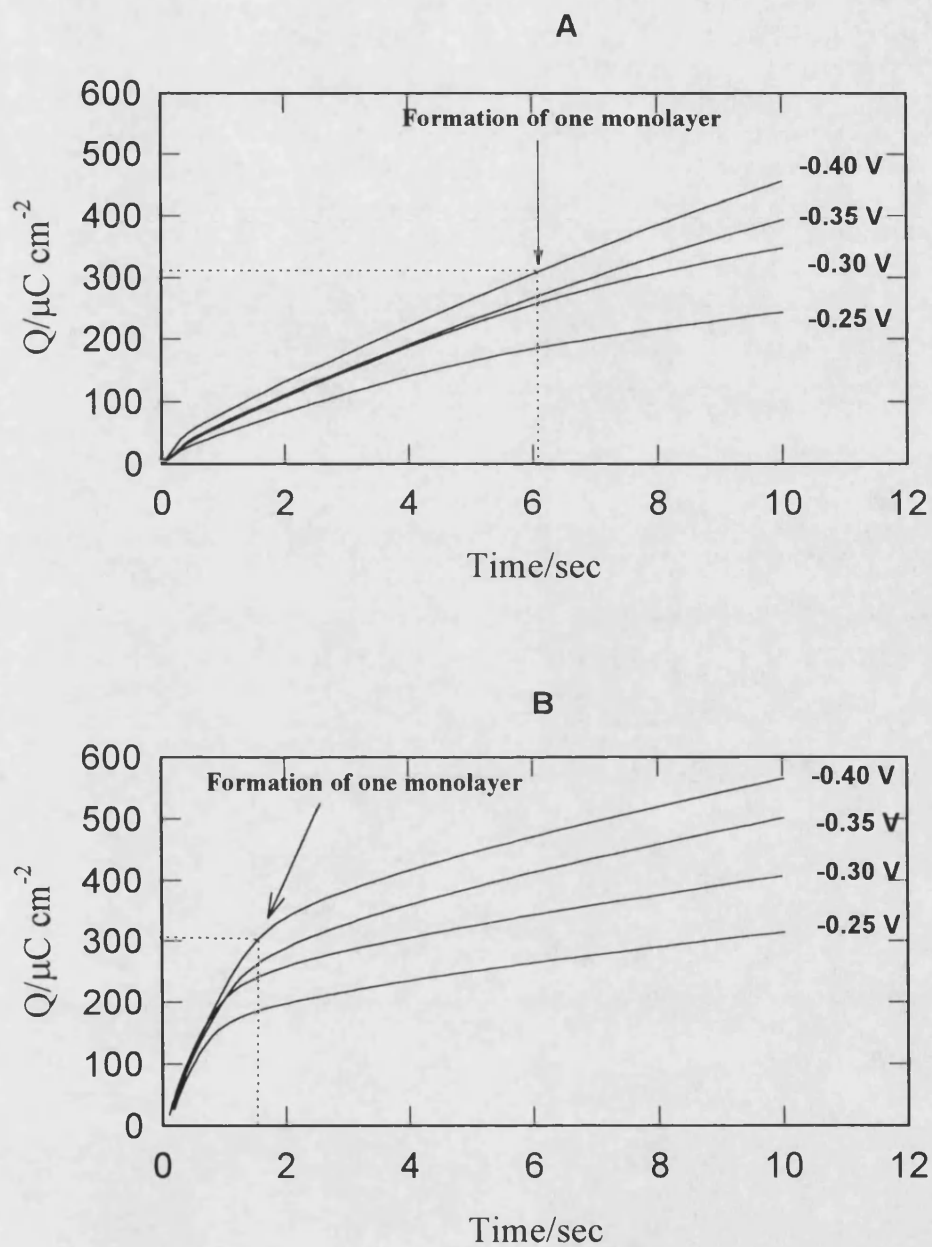 A
600
500
400
300
200
100
0
Q/µC cm⁻²
Formation of one monolayer
-0.40 V
-0.35 V
-0.30 V
-0.25 V
0 2 4 6 8 10 12
Time/sec
B
600
500
400
300
200
100
0
Q/µC cm⁻²
Formation of one monolayer
-0.40 V
-0.35 V
-0.30 V
-0.25 V
0 2 4 6 8 10 12
Time/sec